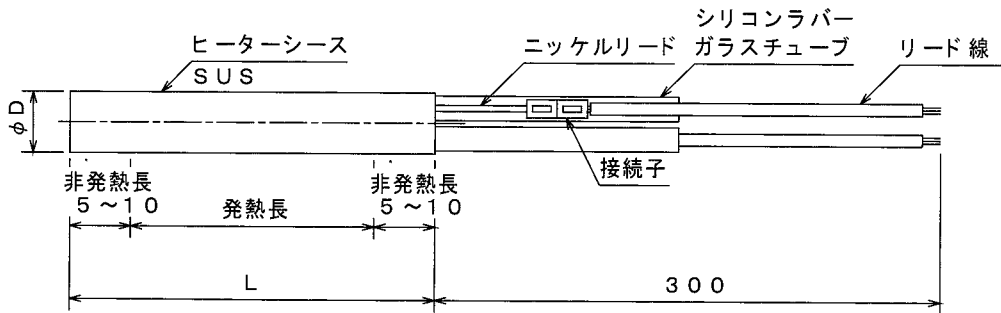 ヒーターシース
SUS
ニッケルリード
シリコンラバー
ガラスチューブ
リード線
φD
接続子
非発熱長
5~10
発熱長
非発熱長
5~10
L
300